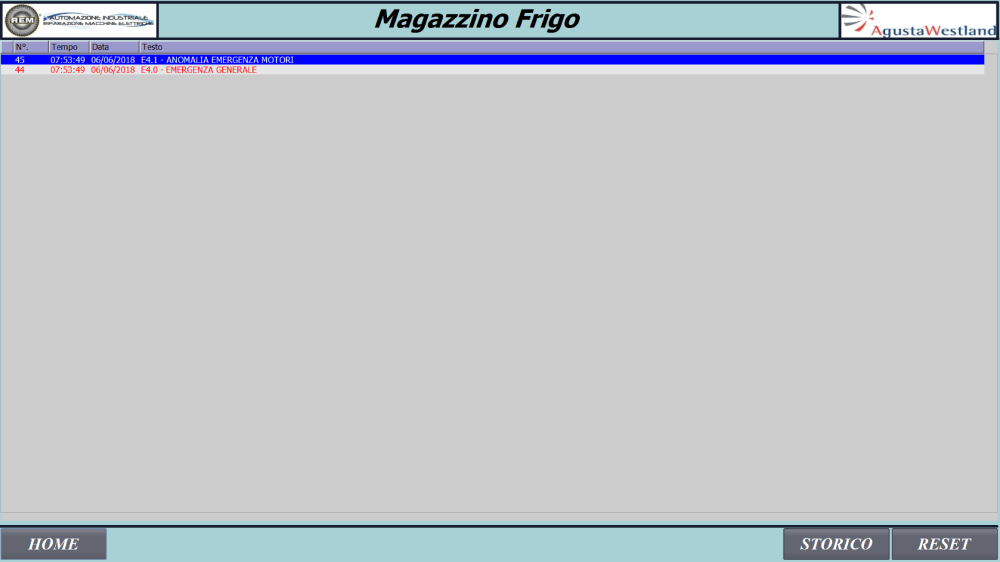 REM
AUTOMAZIONE INDUSTRIALE
RIPARAZIONE MACCHINE ELETTRICHE
Magazzino Frigo
AgustaWestland
N°. Tempo Data Testo
45 07:53:49 06/06/2018 E4.1 - ANOMALIA EMERGENZA MOTORI
44 07:53:49 06/06/2018 E4.0 - EMERGENZA GENERALE
HOME STORICO RESET